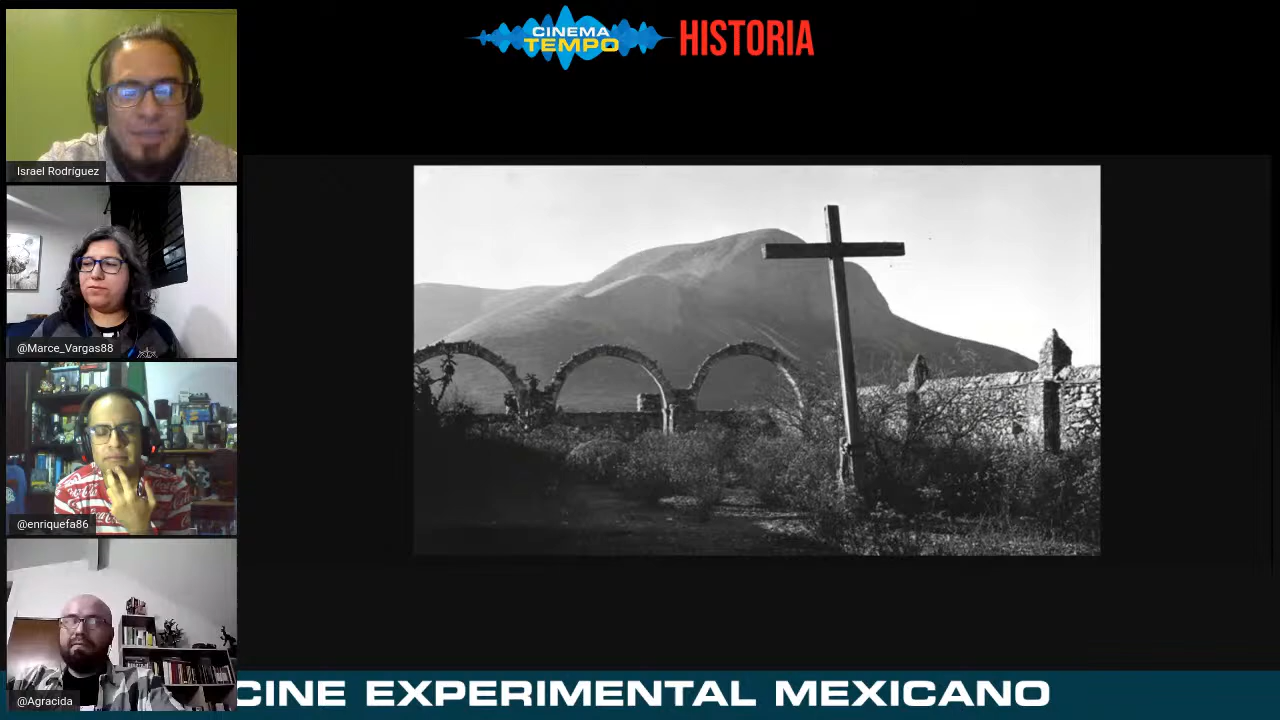 CINEMA
TEMPO
HISTORIA
Israel Rodríguez
@Marce_Vargas88
@enriquefa86
@Agracida
CINE EXPERIMENTAL MEXICANO